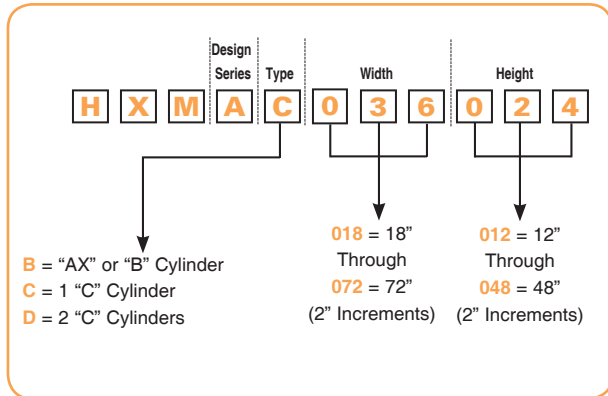 Design
Series Type Width Height
H X M A C 0 3 6 0 2 4
B = “AX” or “B” Cylinder
C = 1 “C” Cylinder
D = 2 “C” Cylinders
018 = 18”
Through
072 = 72”
(2” Increments)
012 = 12”
Through
048 = 48”
(2” Increments)